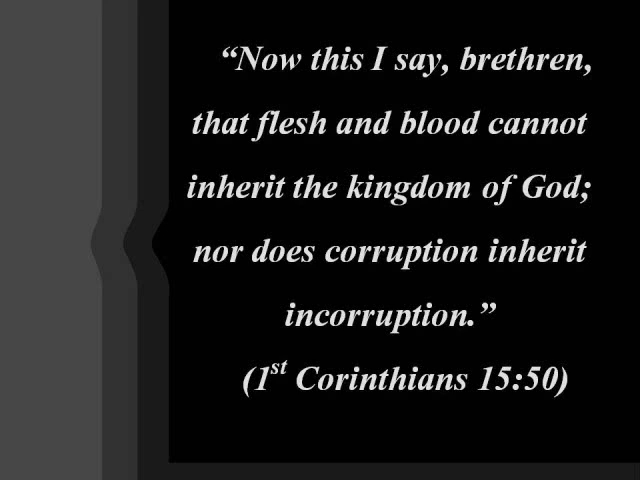 “Now this I say, brethren,
that flesh and blood cannot
inherit the kingdom of God;
nor does corruption inherit
incorruption.”
(1st Corinthians 15:50)